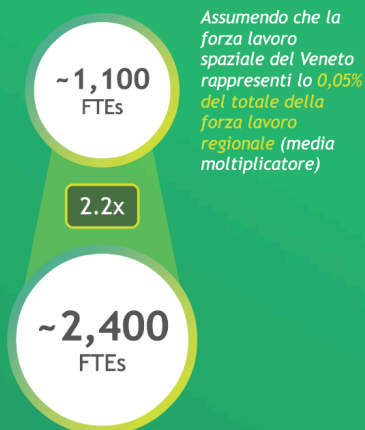 Assumendo che la
forza lavoro
spaziale del Veneto
rappresenti lo 0,05%
del totale della
forza lavoro
regionale (media
moltiplicatore)
~1,100
FTEs
2.2x
~2,400
FTEs